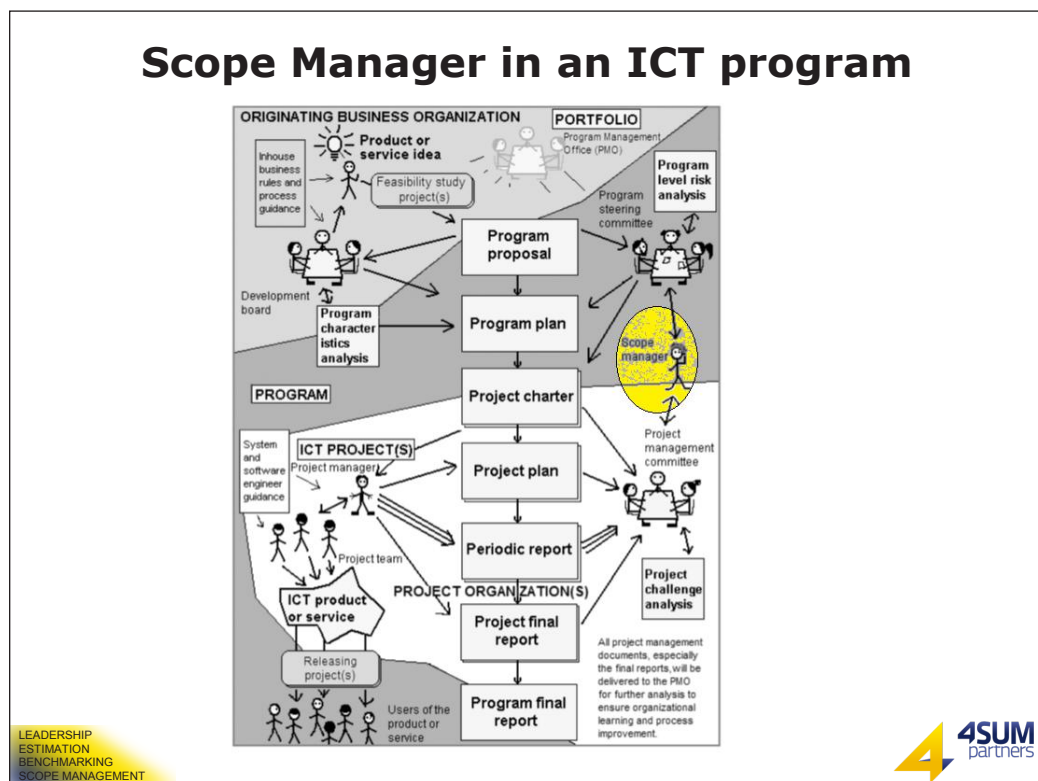 Scope Manager in an ICT program
ORIGINATING BUSINESS ORGANIZATION
PORTFOLIO
Program Management
Office (PMO)
Product or
service idea
Inhouse
business
rules and
process
guidance
Feasibility study
project(s)
Program
level risk
analysis
Program
steering
committee
Program
proposal
Development
board
Program
character
istics
analysis
Program plan
Scope
manager
PROGRAM
Project charter
System
and
software
engineer
guidance
ICT PROJECT(S)
Project manager
Project
management
committee
Project plan
Periodic report
Project team
PROJECT ORGANIZATION(S)
Project
challenge
analysis
ICT product
or service
Project final
report
Releasing
project(s)
All project management
documents, especially
the final reports, will be
delivered to the PMO
for further analysis to
ensure organizational
learning and process
improvement.
Users of the
product or
service
Program final
report
LEADERSHIP
ESTIMATION
BENCHMARKING
SCOPE MANAGEMENT
4SUM
partners